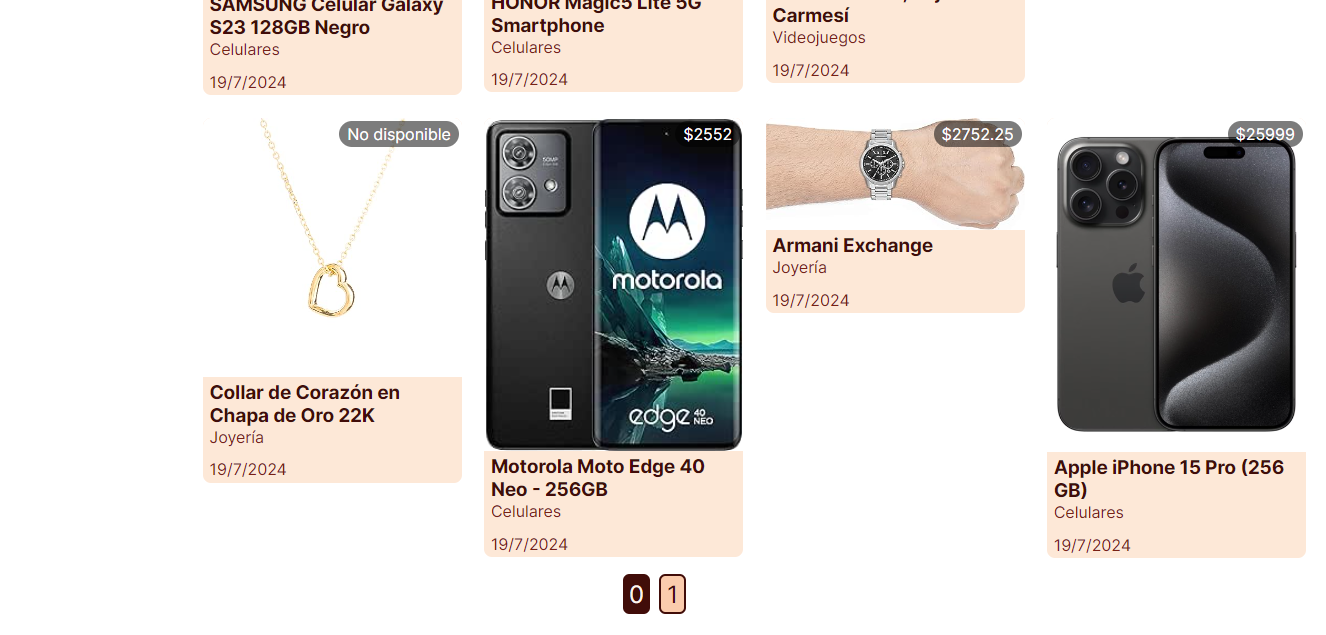 SAMSUNG Celular Galaxy
S23 128GB Negro
Celulares
19/7/2024
HONOR Magic5 Lite 5G
Smartphone
Celulares
19/7/2024
Carmesí
Videojuegos
19/7/2024
No disponible
Collar de Corazón en
Chapa de Oro 22K
Joyería
19/7/2024
$2552
50MP
motorola
edge 40 NEO
Motorola Moto Edge 40
Neo - 256GB
Celulares
19/7/2024
$2752.25
Armani Exchange
Joyería
19/7/2024
$25999
Apple iPhone 15 Pro (256
GB)
Celulares
19/7/2024
0 1